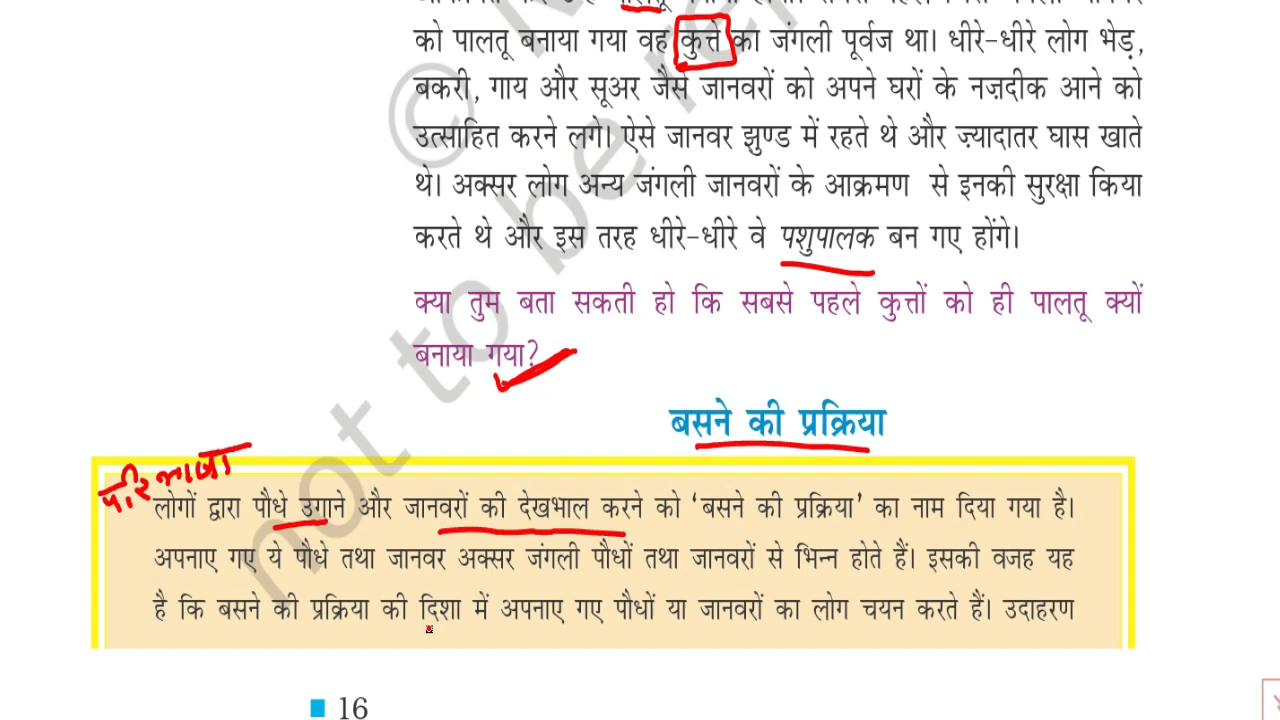 को पालतू बनाया गया वह कुत्ते का जंगली पूर्वज था। धीरे-धीरे लोग भेड़,
बकरी, गाय और सूअर जैसे जानवरों को अपने घरों के नज़दीक आने को
उत्साहित करने लगे। ऐसे जानवर झुण्ड में रहते थे और ज़्यादातर घास खाते
थे। अक्सर लोग अन्य जंगली जानवरों के आक्रमण से इनकी सुरक्षा किया
करते थे और इस तरह धीरे-धीरे वे पशुपालक बन गए होंगे।
क्या तुम बता सकती हो कि सबसे पहले कुत्तों को ही पालतू क्यों
बनाया गया?
बसने की प्रक्रिया
परिभाषा
लोगों द्वारा पौधे उगाने और जानवरों की देखभाल करने को ‘बसने की प्रक्रिया’ का नाम दिया गया है।
अपनाए गए ये पौधे तथा जानवर अक्सर जंगली पौधों तथा जानवरों से भिन्न होते हैं। इसकी वजह यह
है कि बसने की प्रक्रिया की दिशा में अपनाए गए पौधों या जानवरों का लोग चयन करते हैं। उदाहरण
16
© not to be re